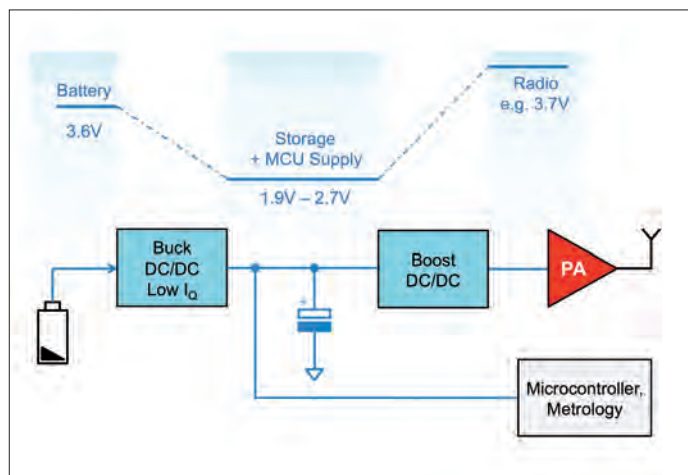 Battery
3.6V
Storage
+ MCU Supply
1.9V – 2.7V
Radio
e.g. 3.7V
Buck
DC/DC
Low IQ
+
Boost
DC/DC
PA
Microcontroller,
Metrology